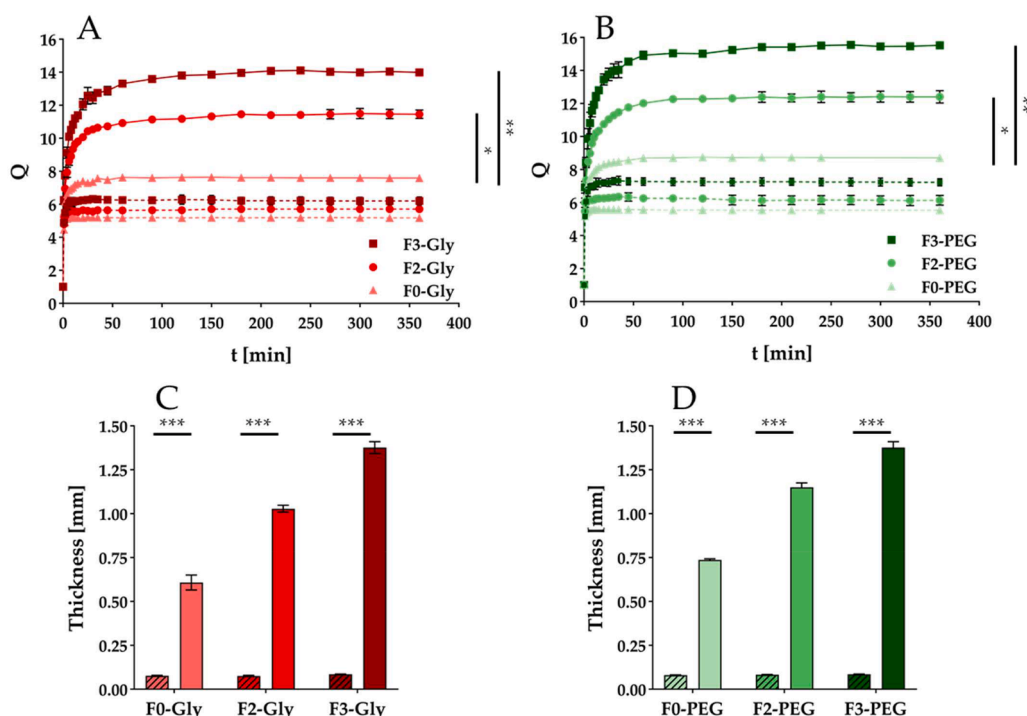 A
16
14
12
10
8
6
4
2
0
Q
0 50 100 150 200 250 300 350 400
t [min]
F3-Gly
F2-Gly
F0-Gly
*
**
B
16
14
12
10
8
6
4
2
0
Q
0 50 100 150 200 250 300 350 400
t [min]
F3-PEG
F2-PEG
F0-PEG
*
**
C
1.50
1.25
1.00
0.75
0.50
0.25
0.00
Thickness [mm]
*** *** ***
F0-Gly F2-Gly F3-Gly
D
1.50
1.25
1.00
0.75
0.50
0.25
0.00
Thickness [mm]
*** *** ***
F0-PEG F2-PEG F3-PEG